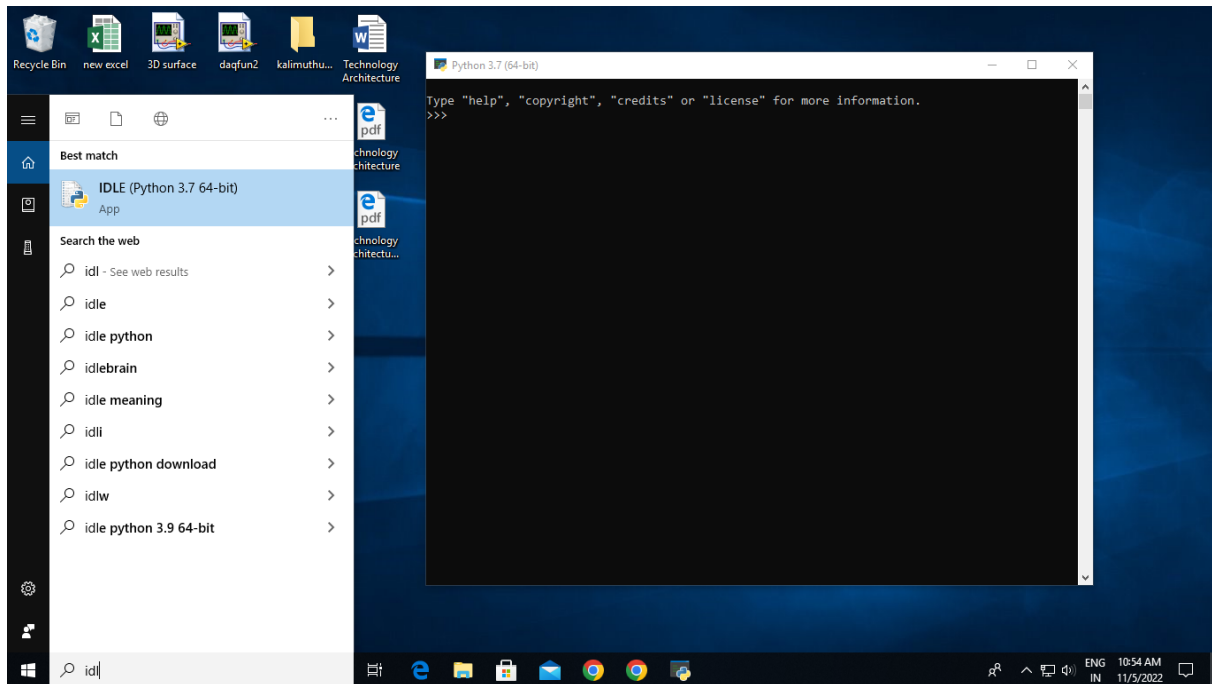 Recycle Bin
new excel
3D surface
daqfun2
kalimuthu...
Technology
Architecture
pdf
chnology
chitecture
pdf
chnology
chitectu...
Best match
IDLE (Python 3.7 64-bit)
App
Search the web
idl - See web results
idle
idle python
idlebrain
idle meaning
idli
idle python download
idlw
idle python 3.9 64-bit
idl
Python 3.7 (64-bit)
Type "help", "copyright", "credits" or "license" for more information.
>>>
ENG
IN
10:54 AM
11/5/2022